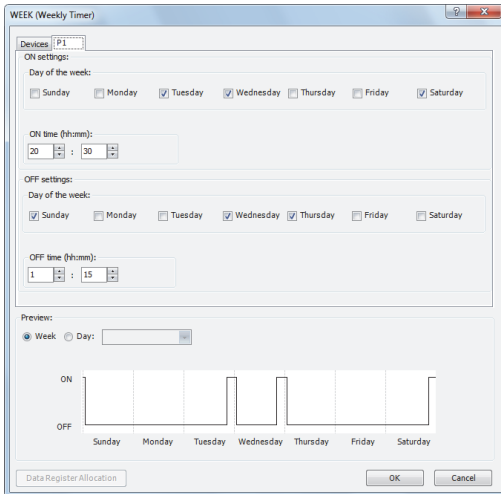 WEEK (Weekly Timer)
?
Devices P1
ON settings:
Day of the week:
Sunday Monday Tuesday Wednesday Thursday Friday Saturday
ON time (hh:mm):
20 : 30
OFF settings:
Day of the week:
Sunday Monday Tuesday Wednesday Thursday Friday Saturday
OFF time (hh:mm):
1 : 15
Preview:
Week Day:
ON
OFF
Sunday Monday Tuesday Wednesday Thursday Friday Saturday
Data Register Allocation OK Cancel